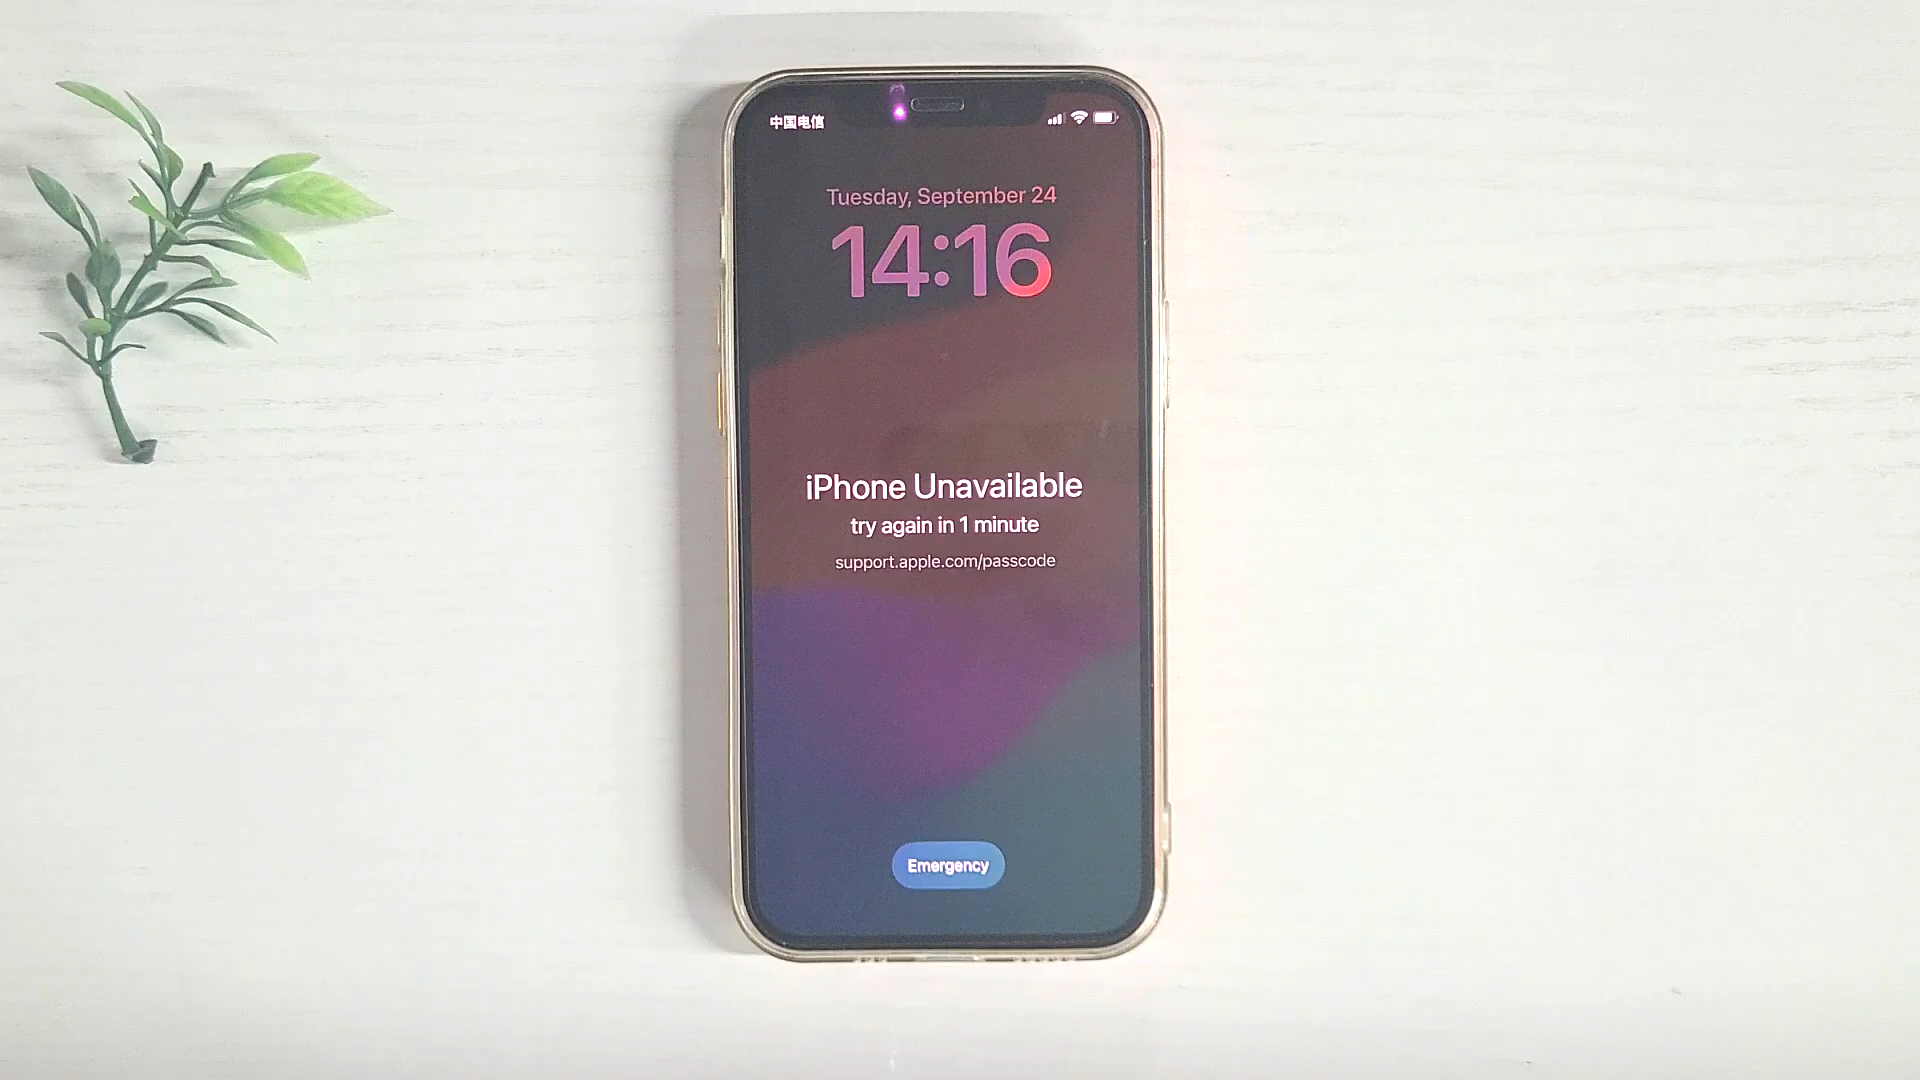 中国电信
Tuesday, September 24
14:16
iPhone Unavailable
try again in 1 minute
support.apple.com/passcode
Emergency